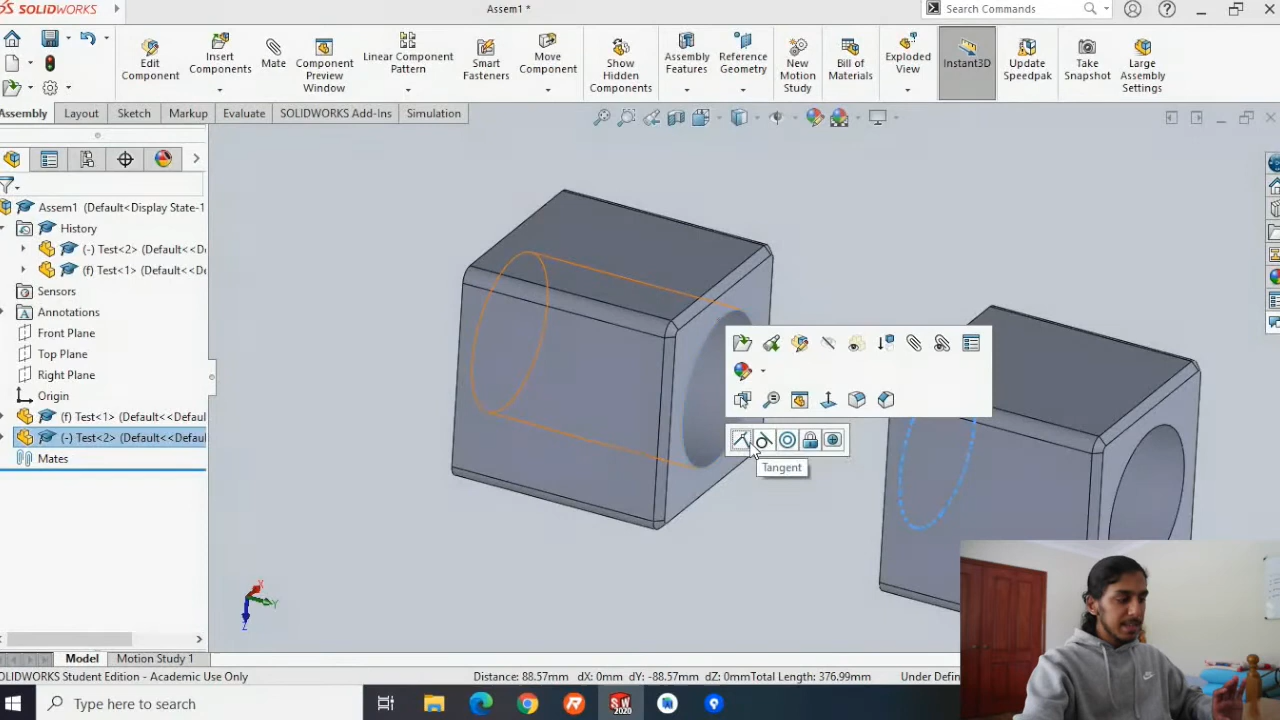 SOLIDWORKS
Assem1 *
Search Commands
Edit Component
Insert Components
Mate
Component Preview Window
Linear Component Pattern
Smart Fasteners
Move Component
Show Hidden Components
Assembly Features
Reference Geometry
New Motion Study
Bill of Materials
Exploded View
Instant3D
Update Speedpak
Take Snapshot
Large Assembly Settings
Assembly
Layout
Sketch
Markup
Evaluate
SOLIDWORKS Add-Ins
Simulation
Assem1 (Default<Display State-1
History
(-) Test<2> (Default<<De
(f) Test<1> (Default<<De
Sensors
Annotations
Front Plane
Top Plane
Right Plane
Origin
(f) Test<1> (Default<<Defaul
(-) Test<2> (Default<<Defaul
Mates
Tangent
X
Y
Z
Model
Motion Study 1
OLIDWORKS Student Edition - Academic Use Only
Distance: 88.57mm dX: 0mm dY: -88.57mm dZ: 0mmTotal Length: 376.99mm
Under Defin
Type here to search
SW
2020